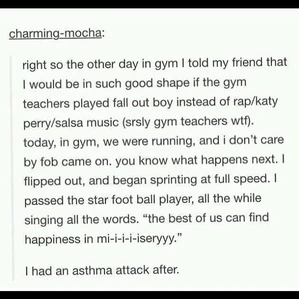 charming-mocha:
right so the other day in gym I told my friend that
I would be in such good shape if the gym
teachers played fall out boy instead of rap/katy
perry/salsa music (srsly gym teachers wtf).
today, in gym, we were running, and i don't care
by fob came on. you know what happens next. I
flipped out, and began sprinting at full speed. I
passed the star foot ball player, all the while
singing all the words. “the best of us can find
happiness in mi-i-i-i-iseryyy.”
I had an asthma attack after.